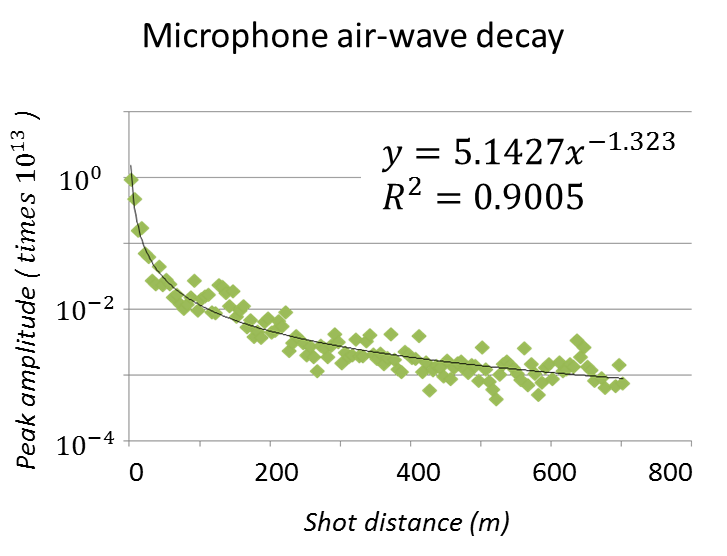 Microphone air-wave decay
y = 5.1427x^{-1.323}
R^2 = 0.9005
Peak amplitude ( times 10^{13} )
10^0
10^{-2}
10^{-4}
0 200 400 600 800
Shot distance (m)